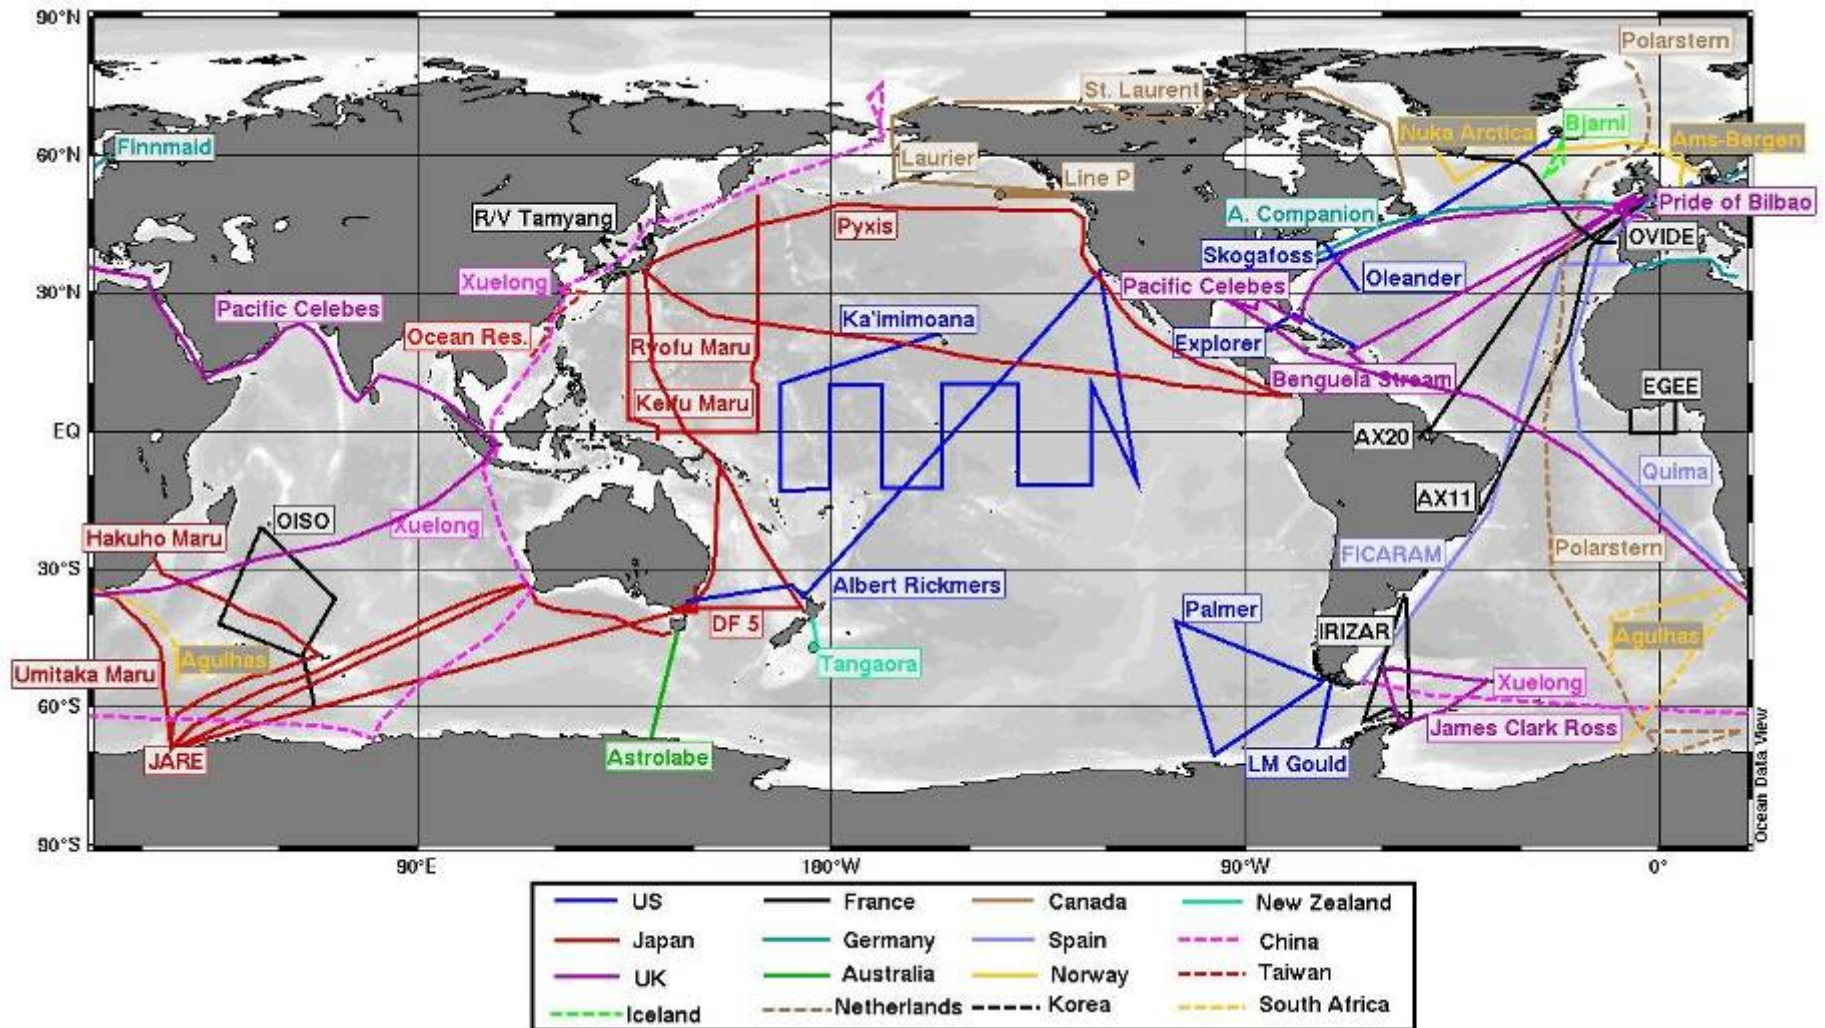 90°N
Polarstern
St. Laurent
Nuka Arctica
Bjarni
Ams-Bergen
Finnmaid
60°N
Laurier
Line P
R/V Tamyang
Pyxis
A. Companion
Pride of Bilbao
OVIDE
Skogafoss
Oleander
Xuelong
Pacific Celebes
30°N
Pacific Celebes
Ka'imimoana
Ocean Res.
Ryofu Maru
Explorer
Benguela Stream
EGEE
Keifu Maru
EQ
AX20
Quima
AX11
OISO
Xuelong
Hakuho Maru
Polarstern
FICARAM
30°S
Albert Rickmers
Palmer
DF 5
IRIZAR
Agulhas
Agulhas
Tangaora
Umitaka Maru
Xuelong
60°S
James Clark Ross
JARE
Astrolabe
LM Gould
Ocean Data View
90°S
90°E
180°W
90°W
0°
US
France
Canada
New Zealand
Japan
Germany
Spain
China
UK
Australia
Norway
Taiwan
Iceland
Netherlands
Korea
South Africa